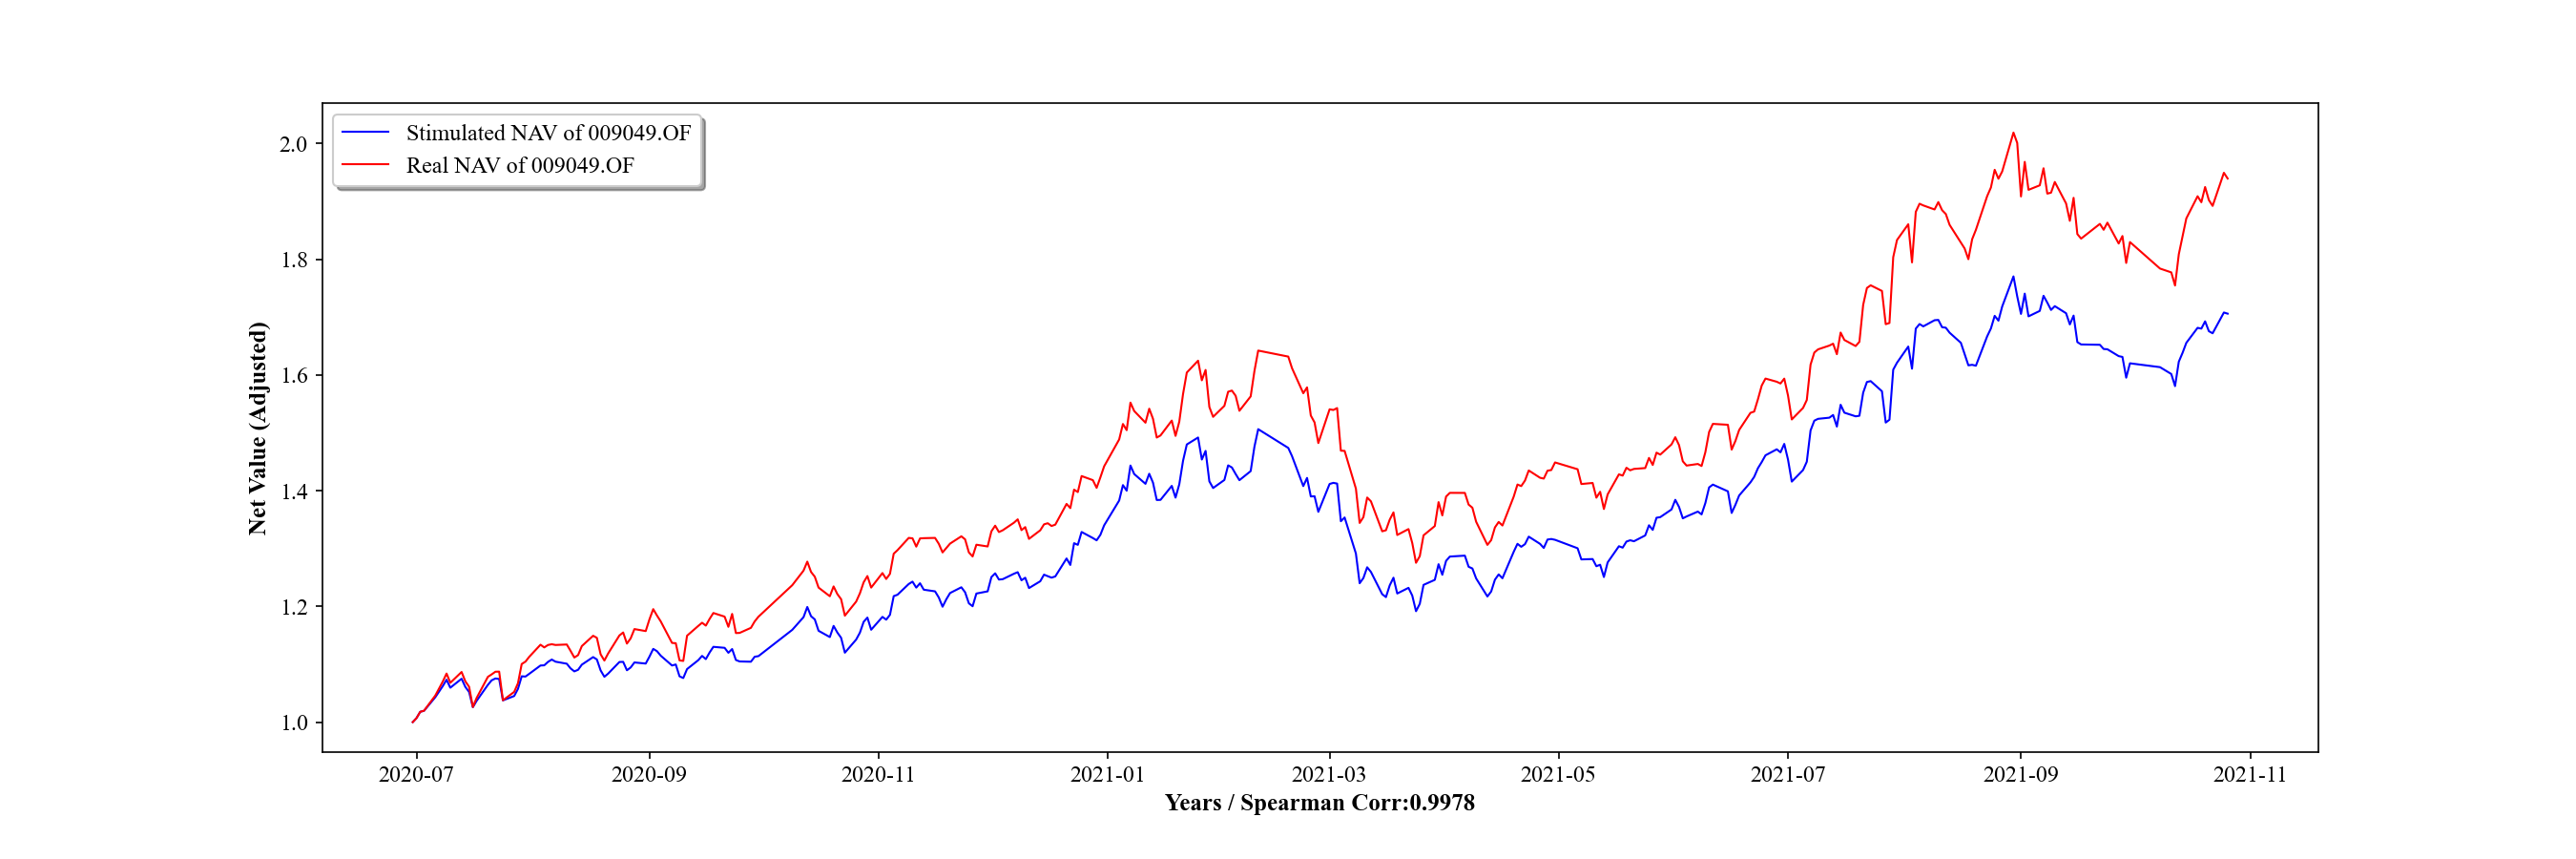 Stimulated NAV of 009049.OF
Real NAV of 009049.OF
Net Value (Adjusted)
2.0
1.8
1.6
1.4
1.2
1.0
2020-07 2020-09 2020-11 2021-01 2021-03 2021-05 2021-07 2021-09 2021-11
Years / Spearman Corr:0.9978